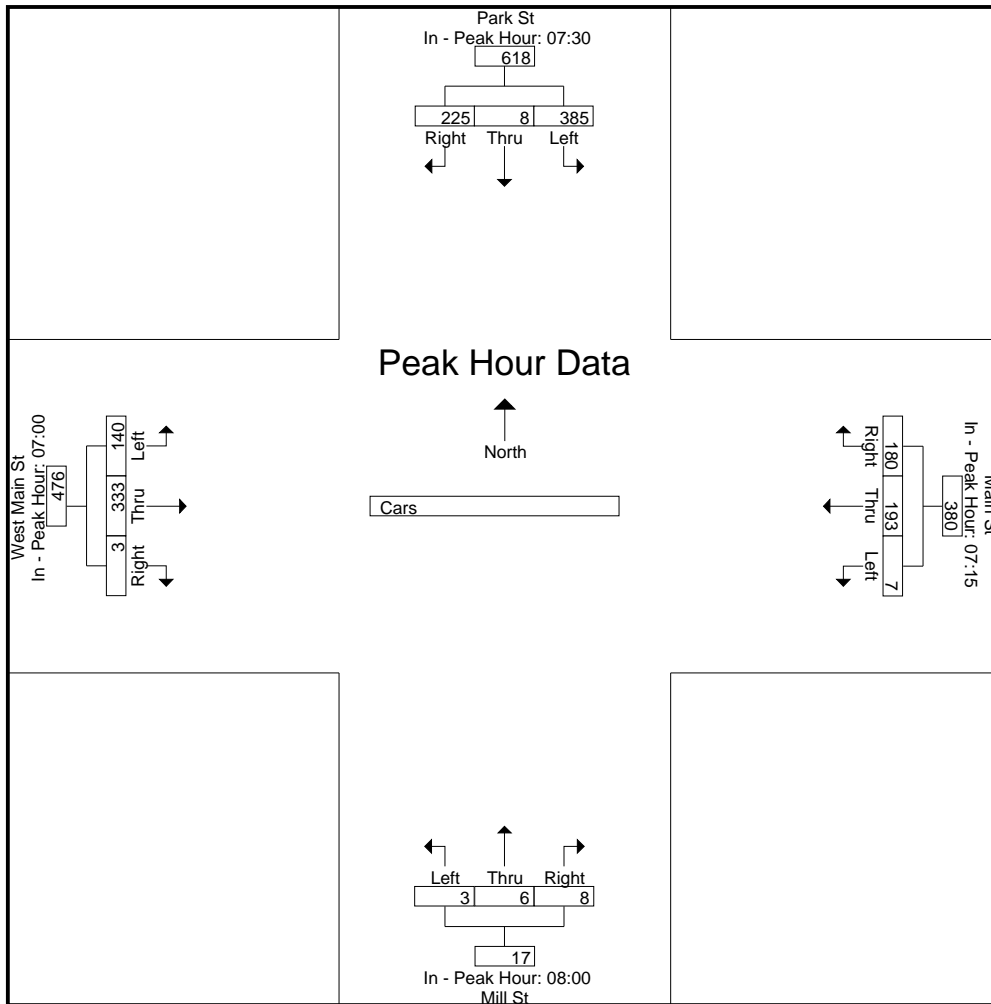 Park St
In - Peak Hour: 07:30
618
225 8 385
Right Thru Left
Peak Hour Data
North
Cars
West Main St
In - Peak Hour: 07:00
476
140 333 3
Left Thru Right
Main St
In - Peak Hour: 07:15
380
180 193 7
Right Thru Left
Left Thru Right
3 6 8
17
In - Peak Hour: 08:00
Mill St